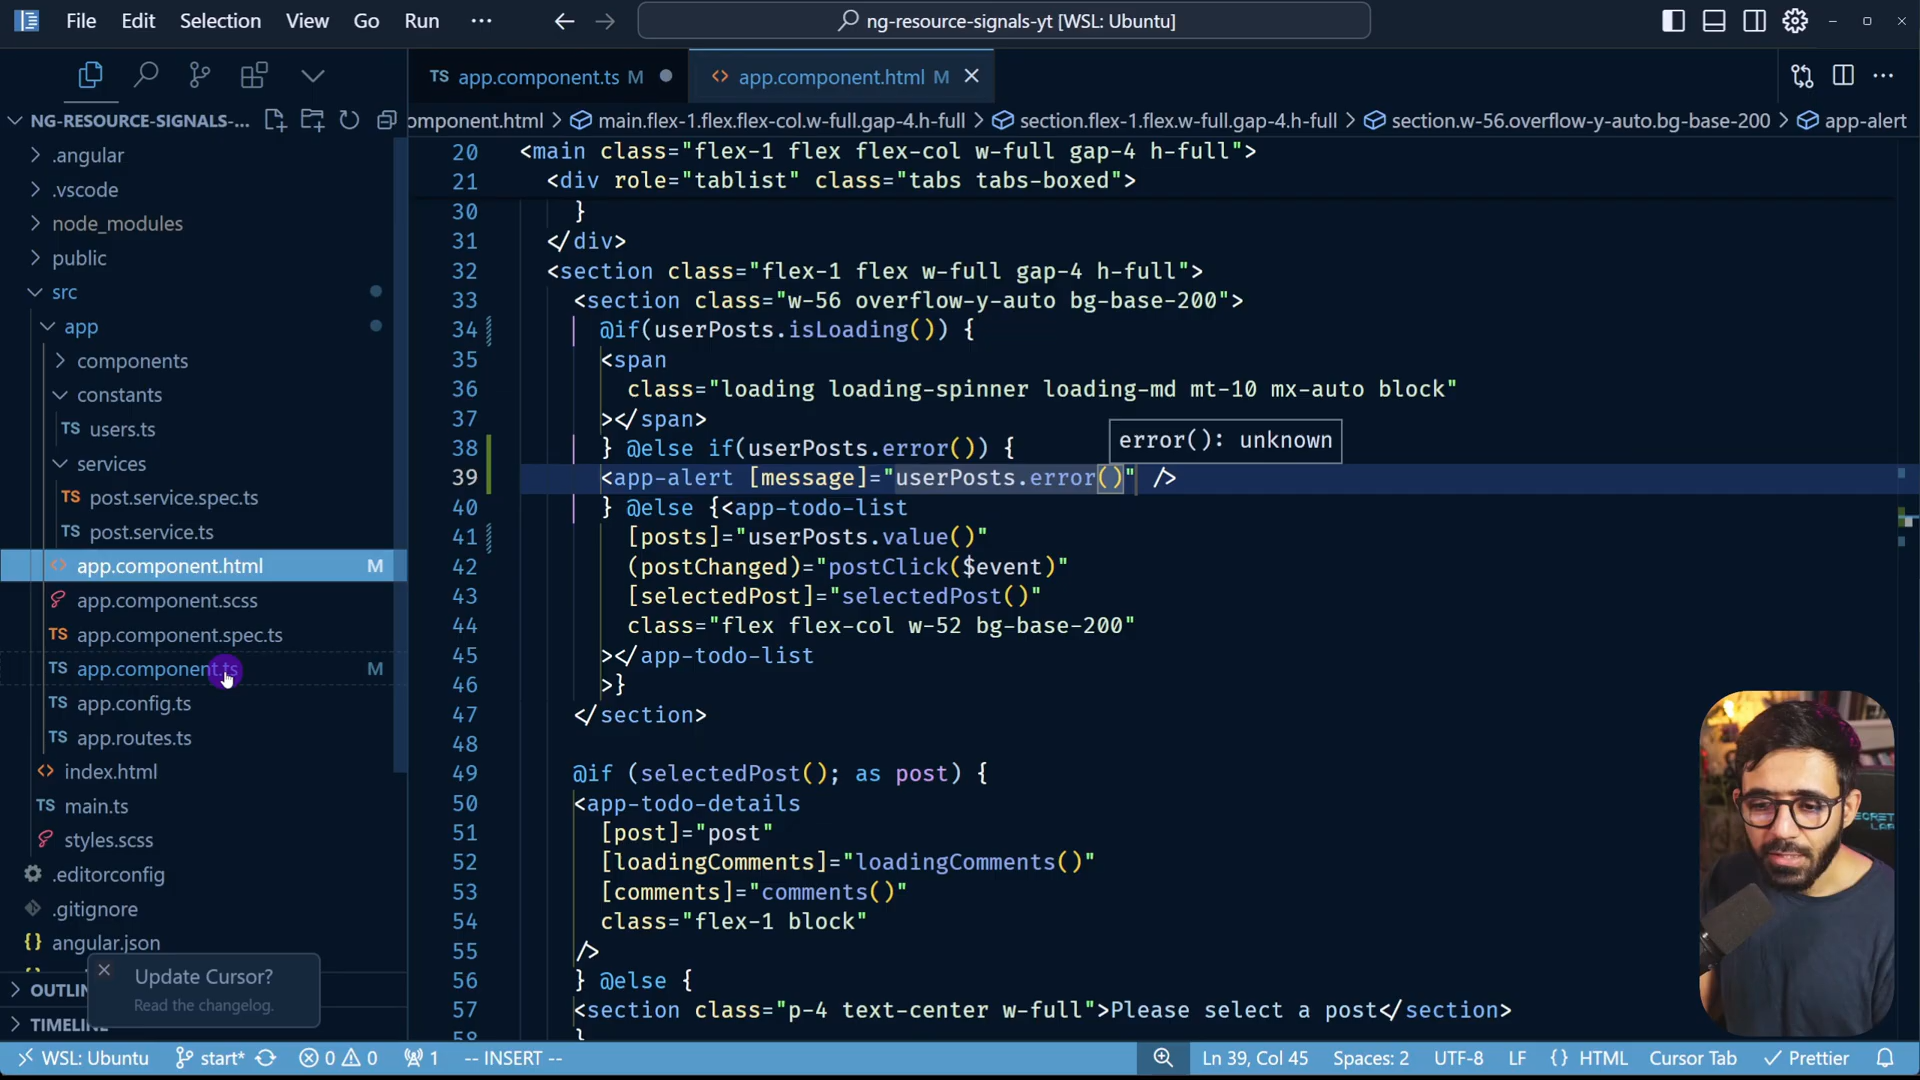 File Edit Selection View Go Run ···
ng-resource-signals-yt [WSL: Ubuntu]
TS app.component.ts M
<> app.component.html M
NG-RESOURCE-SIGNALS-...
omponent.html > main.flex-1.flex.flex-col.w-full.gap-4.h-full > section.flex-1.flex.w-full.gap-4.h-full > section.w-56.overflow-y-auto.bg-base-200 > app-alert
.angular
.vscode
node_modules
public
src
app
components
constants
TS users.ts
services
TS post.service.spec.ts
TS post.service.ts
<> app.component.html M
app.component.scss
TS app.component.spec.ts
TS app.component.ts M
TS app.config.ts
TS app.routes.ts
<> index.html
TS main.ts
styles.scss
.editorconfig
.gitignore
{} angular.json
OUTLIN
TIMELINE
Update Cursor?
Read the changelog.
20 <main class="flex-1 flex flex-col w-full gap-4 h-full">
21 <div role="tablist" class="tabs tabs-boxed">
30 }
31 </div>
32 <section class="flex-1 flex w-full gap-4 h-full">
33 <section class="w-56 overflow-y-auto bg-base-200">
34 @if(userPosts.isLoading()) {
35 <span
36 class="loading loading-spinner loading-md mt-10 mx-auto block"
37 ></span>
38 } @else if(userPosts.error()) {
error(): unknown
39 <app-alert [message]="userPosts.error()" />
40 } @else {<app-todo-list
41 [posts]="userPosts.value()"
42 (postChanged)="postClick($event)"
43 [selectedPost]="selectedPost()"
44 class="flex flex-col w-52 bg-base-200"
45 ></app-todo-list
46 >}
47 </section>
48
49 @if (selectedPost(); as post) {
50 <app-todo-details
51 [post]="post"
52 [loadingComments]="loadingComments()"
53 [comments]="comments()"
54 class="flex-1 block"
55 />
56 } @else {
57 <section class="p-4 text-center w-full">Please select a post</section>
58 }
WSL: Ubuntu start* 0 0 1 -- INSERT -- Ln 39, Col 45 Spaces: 2 UTF-8 LF {} HTML Cursor Tab Prettier